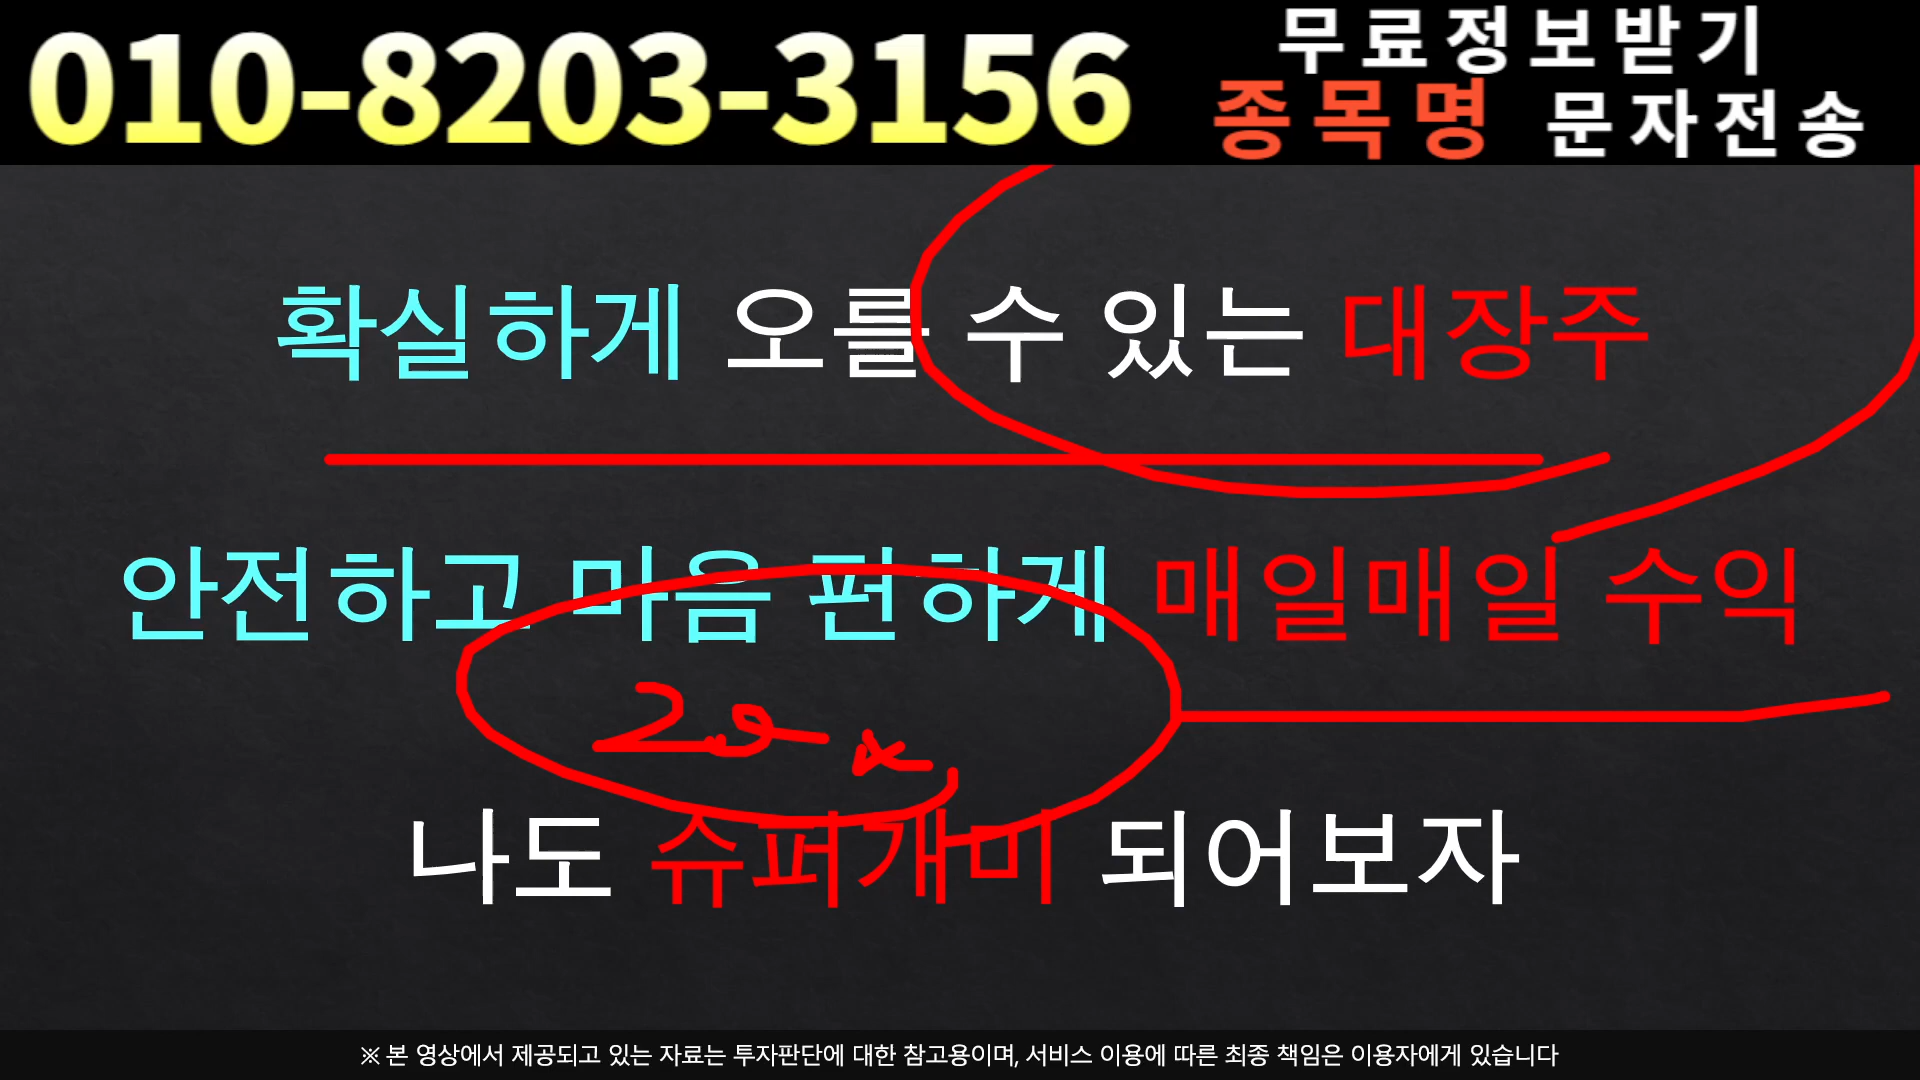 010-8203-3156
무료정보받기
종목명 문자전송
확실하게 오를 수 있는 대장주
안전하고 마음 편하게 매일매일 수익
나도 슈퍼개미 되어보자
※ 본 영상에서 제공되고 있는 자료는 투자판단에 대한 참고용이며, 서비스 이용에 따른 최종 책임은 이용자에게 있습니다